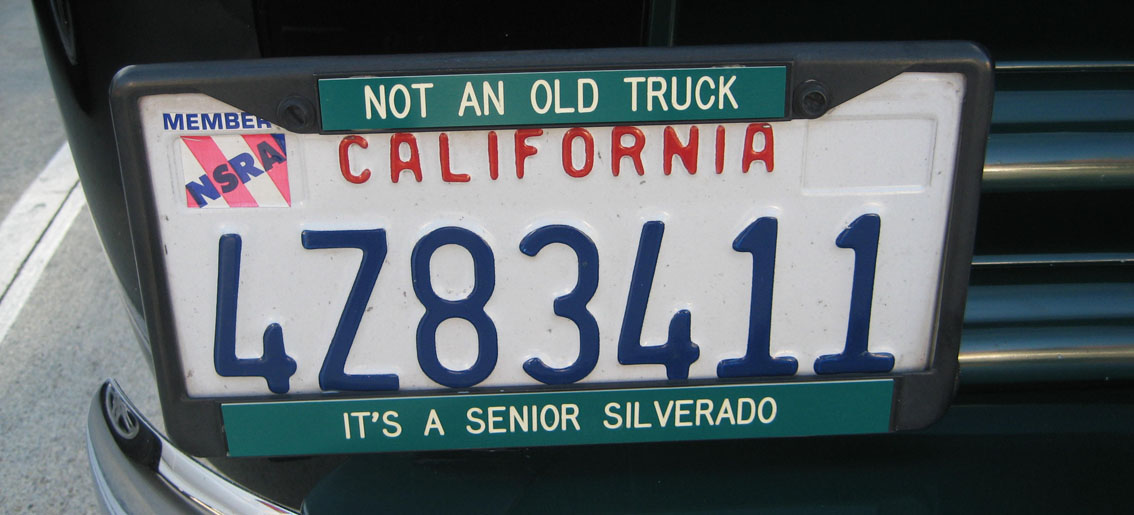 NOT AN OLD TRUCK
MEMBER
NSRA
CALIFORNIA
4Z83411
IT'S A SENIOR SILVERADO